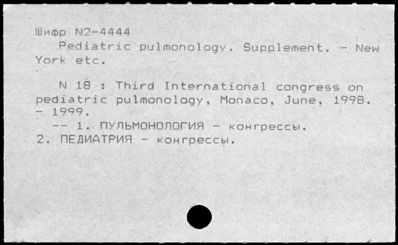 Шифр N2-4444
Pediatric pulmonology. Supplement. - New
York etc.
N 18 : Third International congress on
pediatric pulmonology, Monaco, June, 1998.
- 1999.
-- 1. ПУЛЬМОНОЛОГИЯ - конгрессы.
2. ПЕДИАТРИЯ - конгрессы.